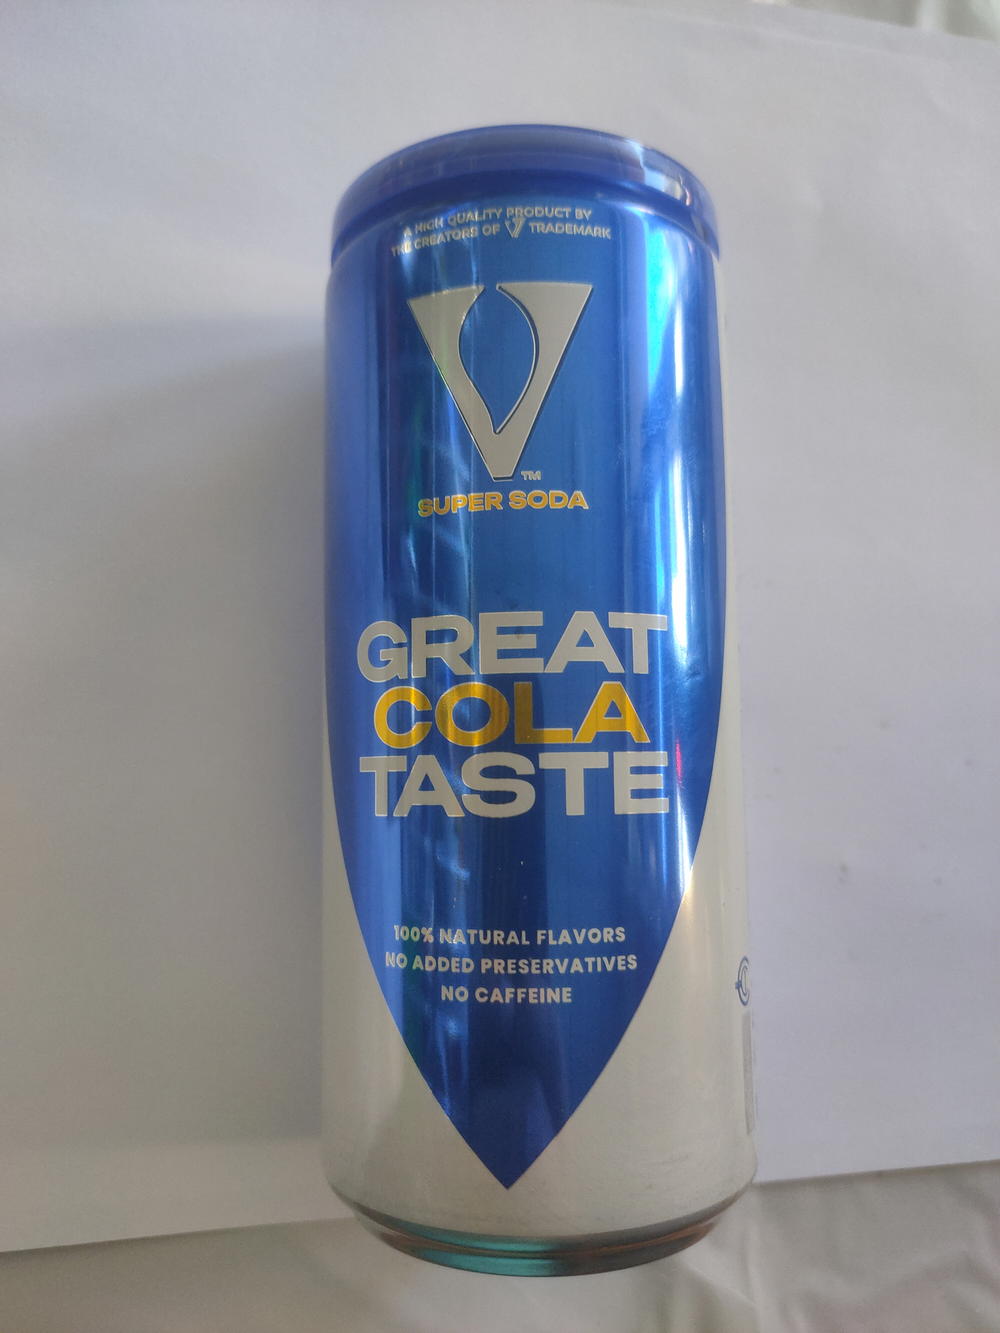 A HIGH QUALITY PRODUCT BY
THE CREATORS OF V TRADEMARK
V
TM
SUPER SODA
GREAT
COLA
TASTE
100% NATURAL FLAVORS
NO ADDED PRESERVATIVES
NO CAFFEINE